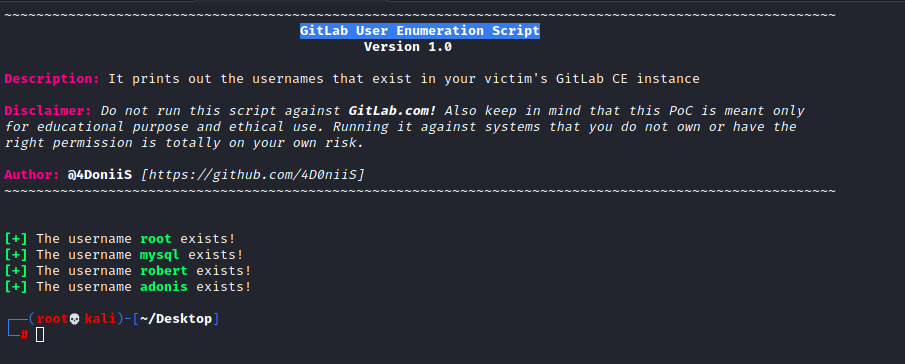 ~~~~~~~~~~~~~~~~~~~~~~~~~~~~~~~~~~~~~~~~~~~~~~~~~~~~~~~~~~~~~~~~~~~~~~~~~~~~~~~~~~~~~~~~~~~~~~~~~~~~~~~~
GitLab User Enumeration Script
Version 1.0
Description: It prints out the usernames that exist in your victim's GitLab CE instance
Disclaimer: Do not run this script against GitLab.com! Also keep in mind that this PoC is meant only
for educational purpose and ethical use. Running it against systems that you do not own or have the
right permission is totally on your own risk.
Author: @4DoniiS [https://github.com/4D0niiS]
~~~~~~~~~~~~~~~~~~~~~~~~~~~~~~~~~~~~~~~~~~~~~~~~~~~~~~~~~~~~~~~~~~~~~~~~~~~~~~~~~~~~~~~~~~~~~~~~~~~~~~~~
[+] The username root exists!
[+] The username mysql exists!
[+] The username robert exists!
[+] The username adonis exists!
┌──(root💀kali)-[~/Desktop]
└─#